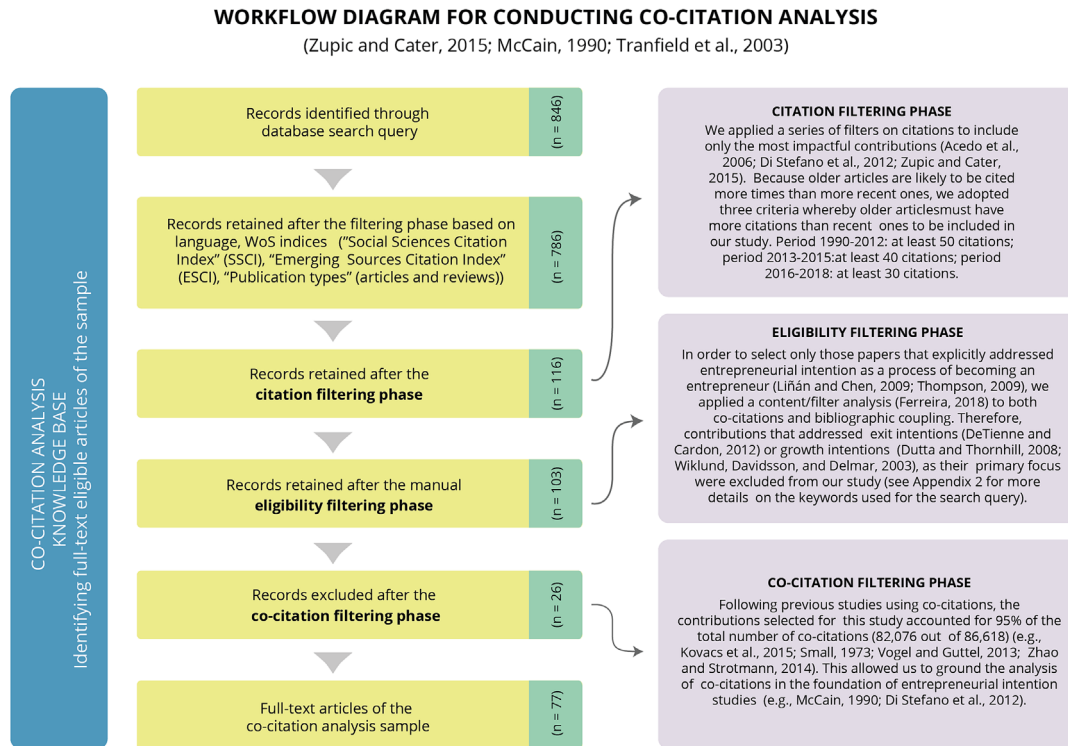 WORKFLOW DIAGRAM FOR CONDUCTING CO-CITATION ANALYSIS
(Zupic and Cater, 2015; McCain, 1990; Tranfield et al., 2003)
CO-CITATION ANALYSIS
KNOWLEDGE BASE
Identifying full-text eligible articles of the sample
Records identified through
database search query
(n = 846)
Records retained after the filtering phase based on
language, WoS indices ("Social Sciences Citation
Index” (SSCI), “Emerging Sources Citation Index”
(ESCI), “Publication types” (articles and reviews))
(n = 786)
Records retained after the
citation filtering phase
(n = 116)
Records retained after the manual
eligibility filtering phase
(n = 103)
Records excluded after the
co-citation filtering phase
(n = 26)
Full-text articles of the
co-citation analysis sample
(n = 77)
CITATION FILTERING PHASE
We applied a series of filters on citations to include
only the most impactful contributions (Acedo et al.,
2006; Di Stefano et al., 2012; Zupic and Cater,
2015). Because older articles are likely to be cited
more times than more recent ones, we adopted
three criteria whereby older articlesmust have
more citations than recent ones to be included in
our study. Period 1990-2012: at least 50 citations;
period 2013-2015:at least 40 citations; period
2016-2018: at least 30 citations.
ELIGIBILITY FILTERING PHASE
In order to select only those papers that explicitly addressed
entrepreneurial intention as a process of becoming an
entrepreneur (Liñán and Chen, 2009; Thompson, 2009), we
applied a content/filter analysis (Ferreira, 2018) to both
co-citations and bibliographic coupling. Therefore,
contributions that addressed exit intentions (DeTienne and
Cardon, 2012) or growth intentions (Dutta and Thornhill, 2008;
Wiklund, Davidsson, and Delmar, 2003), as their primary focus
were excluded from our study (see Appendix 2 for more
details on the keywords used for the search query).
CO-CITATION FILTERING PHASE
Following previous studies using co-citations, the
contributions selected for this study accounted for 95% of the
total number of co-citations (82,076 out of 86,618) (e.g.,
Kovacs et al., 2015; Small, 1973; Vogel and Guttel, 2013; Zhao
and Strotmann, 2014). This allowed us to ground the analysis
of co-citations in the foundation of entrepreneurial intention
studies (e.g., McCain, 1990; Di Stefano et al., 2012).